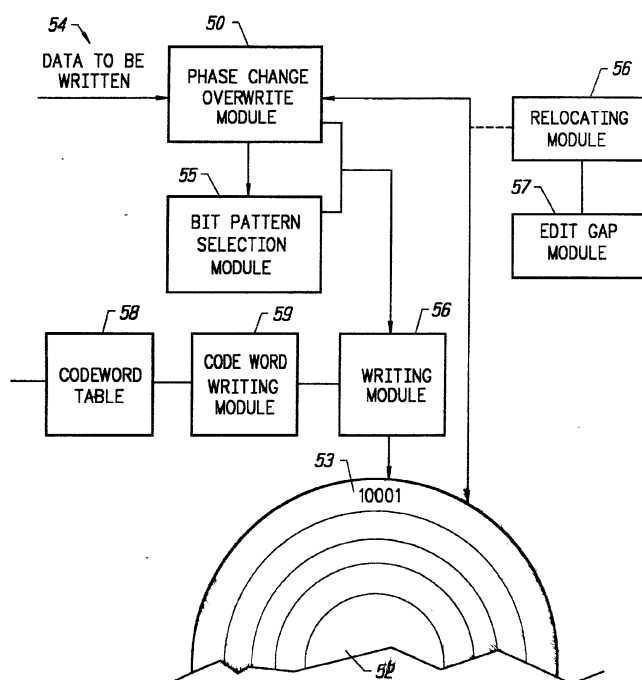 54
DATA TO BE
WRITTEN
50
PHASE CHANGE
OVERWRITE
MODULE
56
RELOCATING
MODULE
55
BIT PATTERN
SELECTION
MODULE
57
EDIT GAP
MODULE
58
CODEWORD
TABLE
59
CODE WORD
WRITING
MODULE
56
WRITING
MODULE
53
10001
52